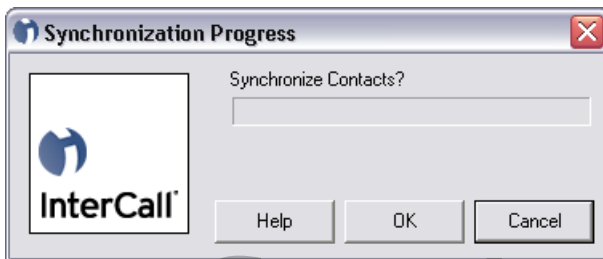 Synchronization Progress
Synchronize Contacts?
InterCall
Help
OK
Cancel